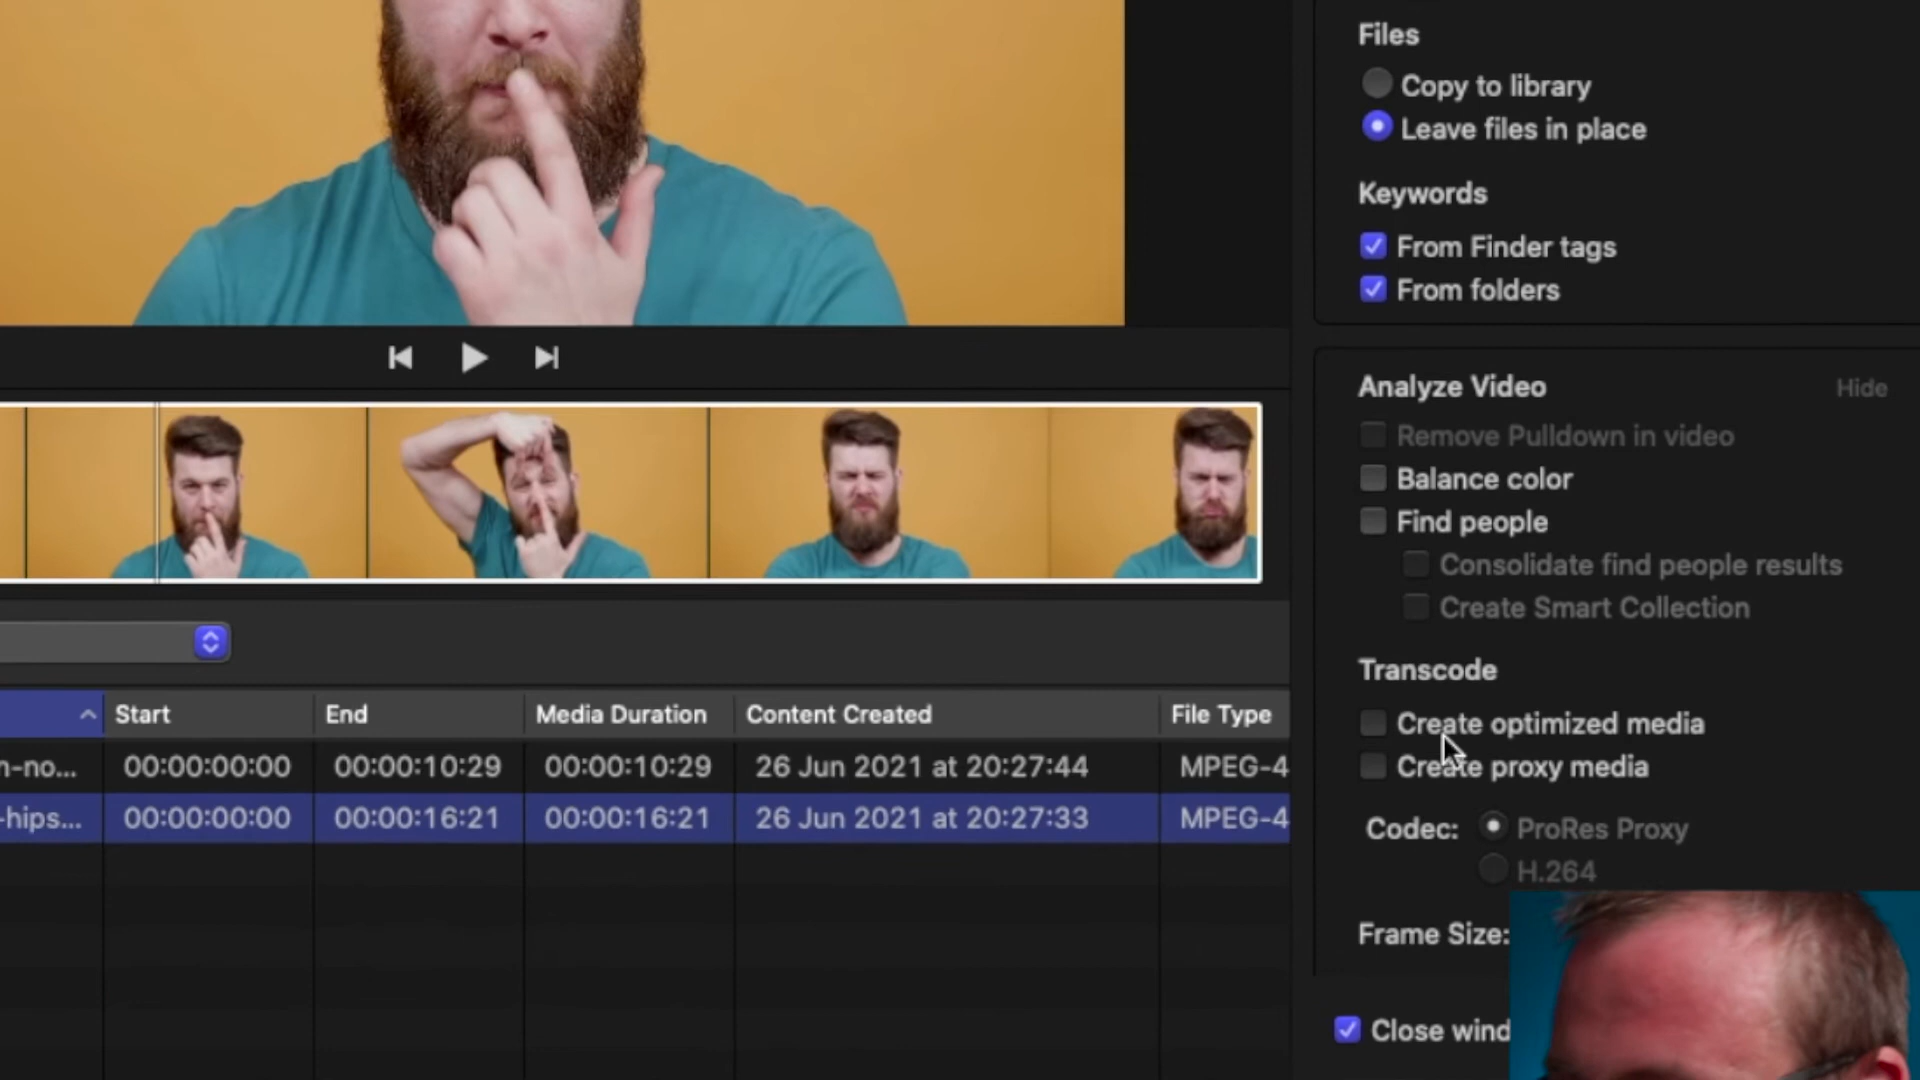 Files
Copy to library
Leave files in place
Keywords
From Finder tags
From folders
Analyze Video Hide
Remove Pulldown in video
Balance color
Find people
Consolidate find people results
Create Smart Collection
Transcode
Create optimized media
Create proxy media
Codec: ProRes Proxy
H.264
Frame Size:
Close wind
Start End Media Duration Content Created File Type
n-no... 00:00:00:00 00:00:10:29 00:00:10:29 26 Jun 2021 at 20:27:44 MPEG-4
-hips... 00:00:00:00 00:00:16:21 00:00:16:21 26 Jun 2021 at 20:27:33 MPEG-4